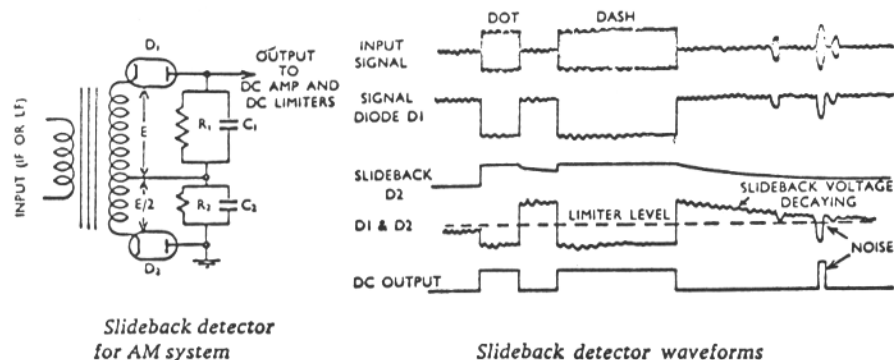 D1
OUTPUT
TO
DC AMP AND
DC LIMITERS
INPUT (IF OR LF)
E
R1
C1
E/2
R2
C2
D2
Slideback detector
for AM system
DOT
DASH
INPUT
SIGNAL
SIGNAL
DIODE D1
SLIDEBACK
D2
SLIDEBACK VOLTAGE
DECAYING
LIMITER LEVEL
D1 & D2
NOISE
DC OUTPUT
Slideback detector waveforms